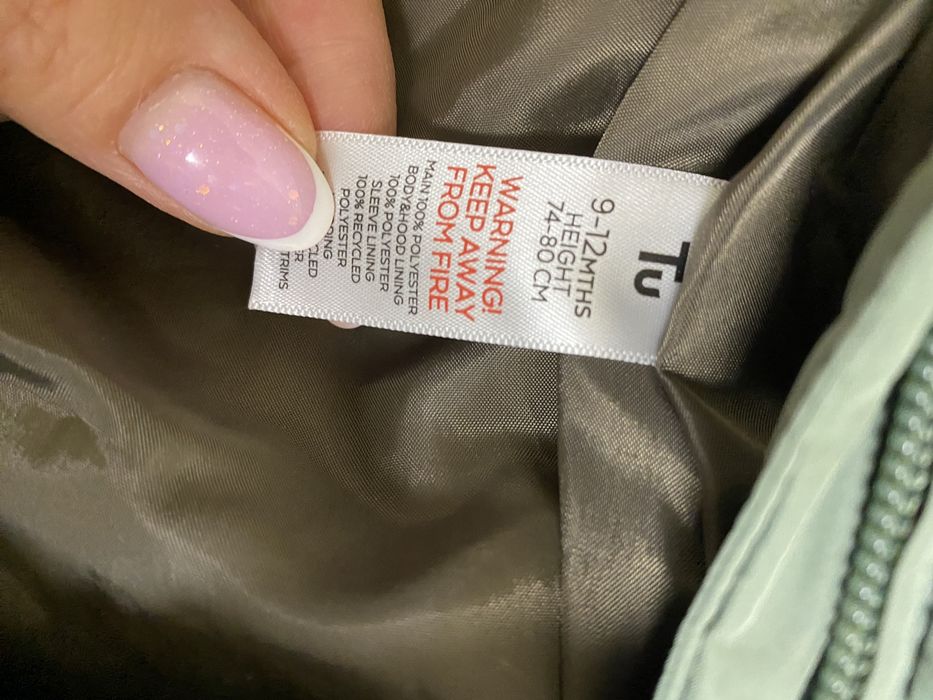 Tu
9-12MTHS
HEIGHT
74-80 CM
WARNING!
KEEP AWAY
FROM FIRE
MAIN 100% POLYESTER
BODY&HOOD LINING
100% POLYESTER
SLEEVE LINING
100% RECYCLED
POLYESTER
TRIMS